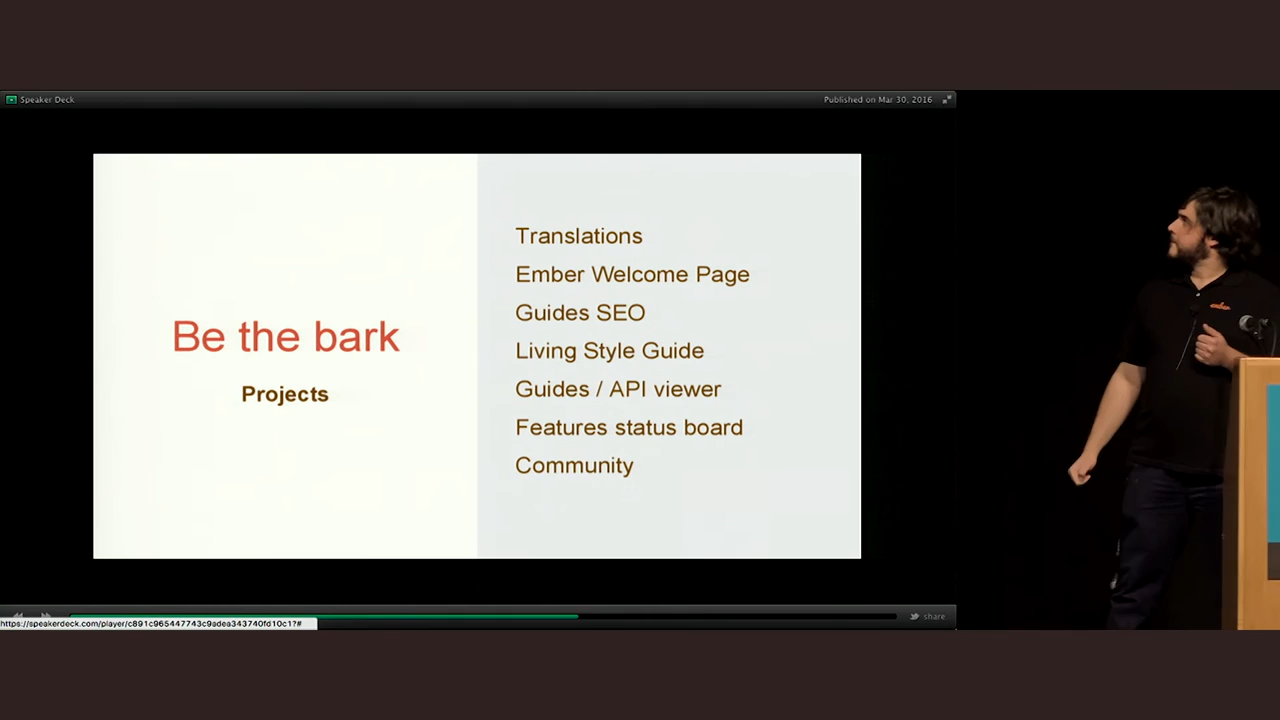 Speaker Deck
Published on Mar 30, 2016
Be the bark
Projects
Translations
Ember Welcome Page
Guides SEO
Living Style Guide
Guides / API viewer
Features status board
Community
share
https://speakerdeck.com/player/c891c965447743c9adea343740fd10c1?#